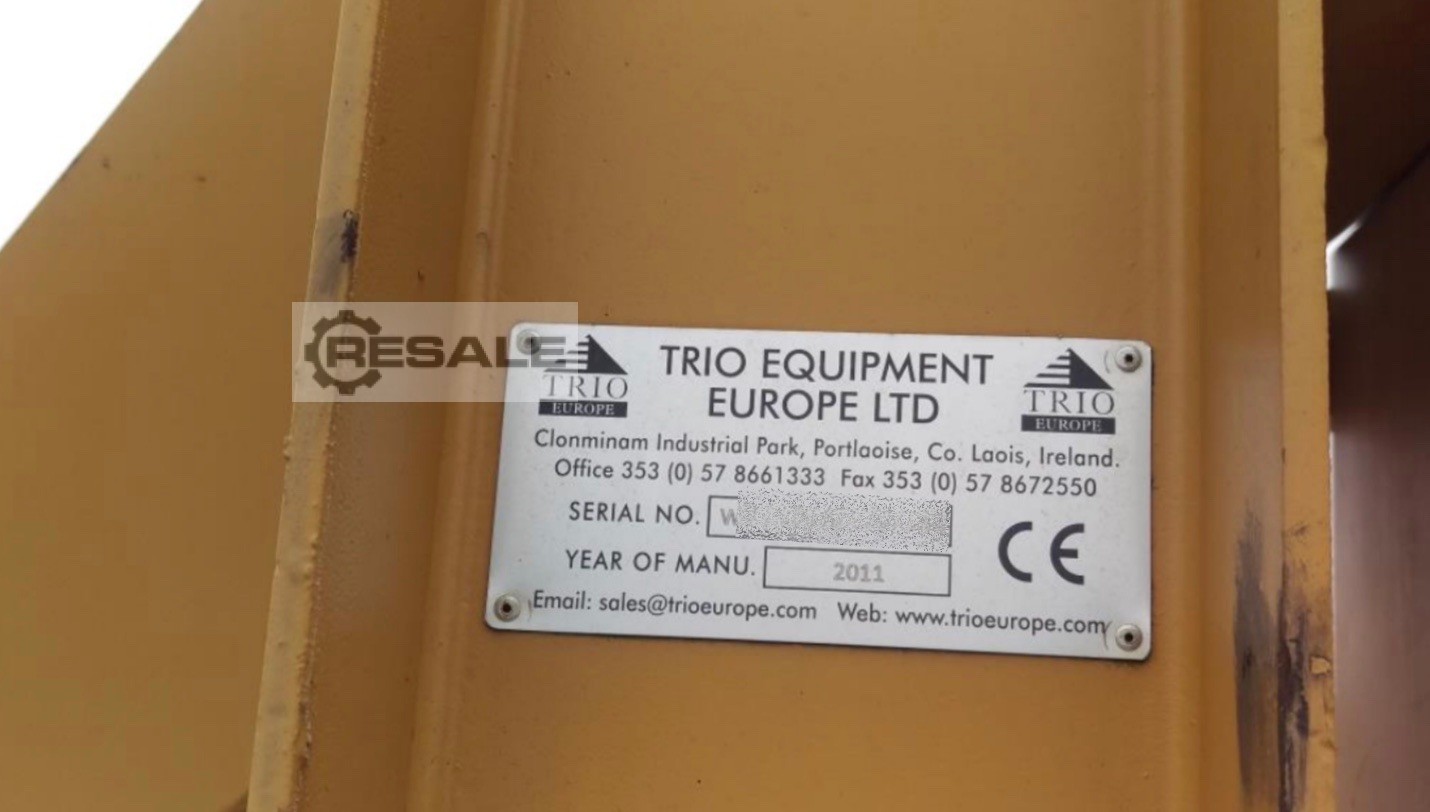 RESALE
TRIO
EUROPE
TRIO EQUIPMENT
EUROPE LTD
TRIO
EUROPE
Clonminam Industrial Park, Portlaoise, Co. Laois, Ireland.
Office 353 (0) 57 8661333 Fax 353 (0) 57 8672550
SERIAL NO.
YEAR OF MANU. 2011
CE
Email: sales@trioeurope.com Web: www.trioeurope.com